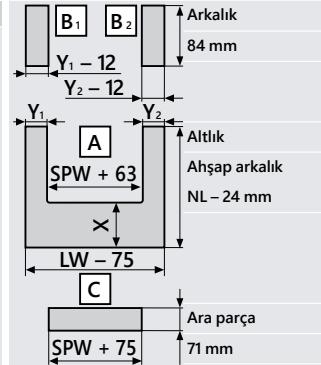 B1 B2 Arkalık
84 mm
Y1 – 12
Y2 – 12
Y1 Y2
A Altlık
SPW + 63 Ahşap arkalık
NL – 24 mm
X
LW – 75
C
Ara parça
SPW + 75 71 mm